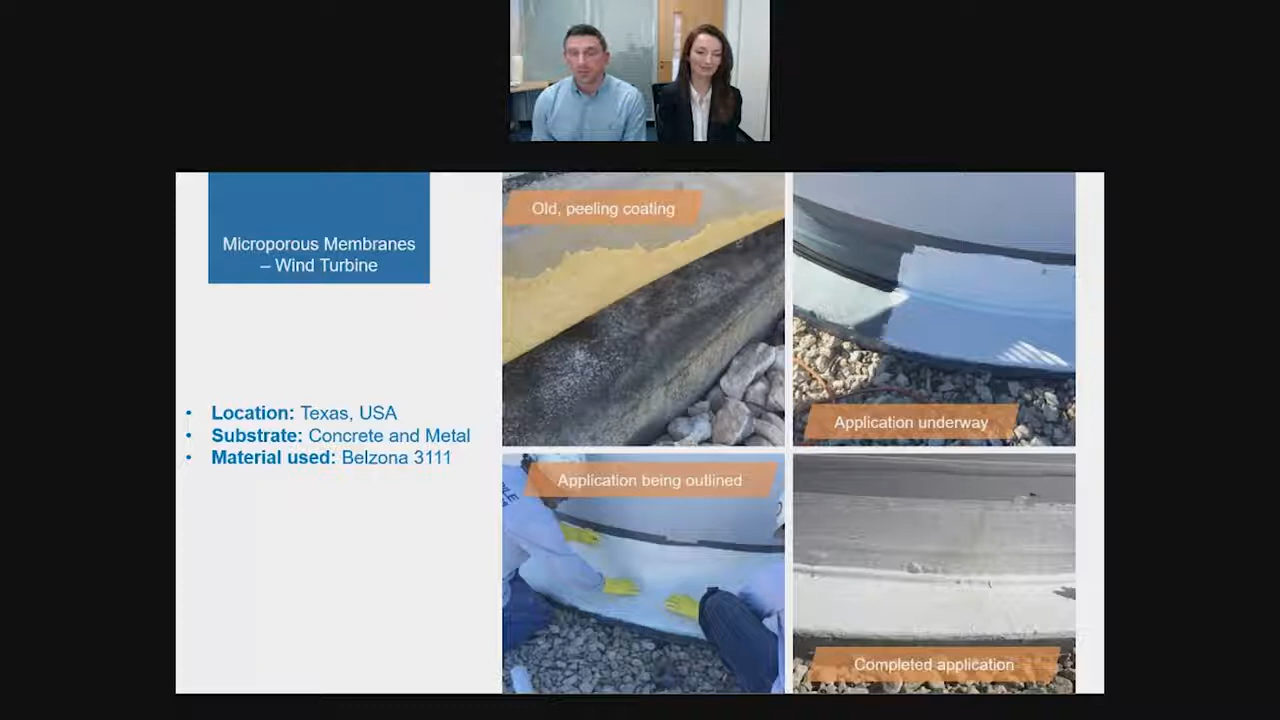 Microporous Membranes
– Wind Turbine
• Location: Texas, USA
• Substrate: Concrete and Metal
• Material used: Belzona 3111
Old, peeling coating
Application underway
Application being outlined
Completed application